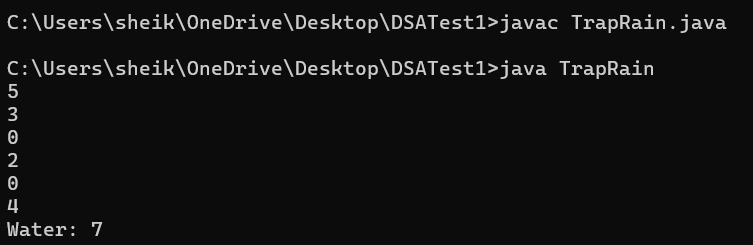 C:\Users\sheik\OneDrive\Desktop\DSATest1>javac TrapRain.java
C:\Users\sheik\OneDrive\Desktop\DSATest1>java TrapRain
5
3
0
2
0
4
Water: 7